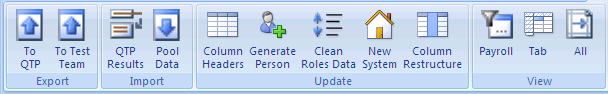 To
QTP
To Test
Team
Export
QTP
Results
Pool
Data
Import
Column
Headers
Generate
Person
Clean
Roles Data
New
System
Column
Restructure
Update
Payroll
Tab
All
View